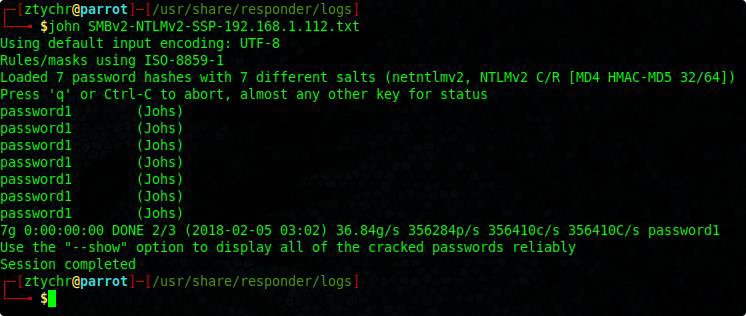 ┌─[ztychr@parrot]─[/usr/share/responder/logs]
└──╼ $john SMBv2-NTLMv2-SSP-192.168.1.112.txt
Using default input encoding: UTF-8
Rules/masks using ISO-8859-1
Loaded 7 password hashes with 7 different salts (netntlmv2, NTLMv2 C/R [MD4 HMAC-MD5 32/64])
Press 'q' or Ctrl-C to abort, almost any other key for status
password1        (Johs)
password1        (Johs)
password1        (Johs)
password1        (Johs)
password1        (Johs)
password1        (Johs)
password1        (Johs)
7g 0:00:00:00 DONE 2/3 (2018-02-05 03:02) 36.84g/s 356284p/s 356410c/s 356410C/s password1
Use the "--show" option to display all of the cracked passwords reliably
Session completed
┌─[ztychr@parrot]─[/usr/share/responder/logs]
└──╼ $